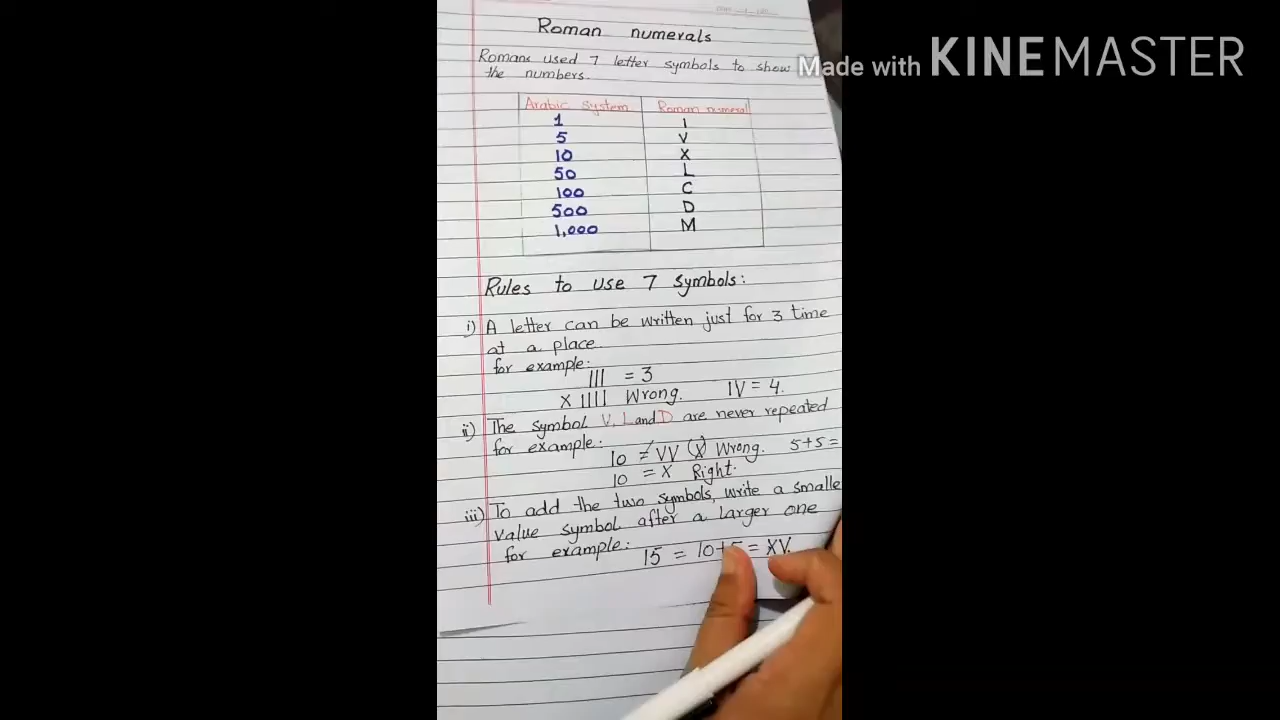 Roman numerals
Romans used 7 letter symbols to show
the numbers.
Arabic system Roman numeral
1 I
5 V
10 X
50 L
100 C
500 D
1,000 M
Rules to use 7 symbols:
i) A letter can be written just for 3 time
at a place
for example:
III = 3
X IIII Wrong. IV = 4.
ii) The symbol V, L and D are never repeated
for example:
10 ≠ VV (X) Wrong. 5+5=
10 = X Right.
iii) To add the two symbols, write a smalle
value symbol after a larger one
for example:
15 = 10+5 = XV.
Made with KINEMASTER